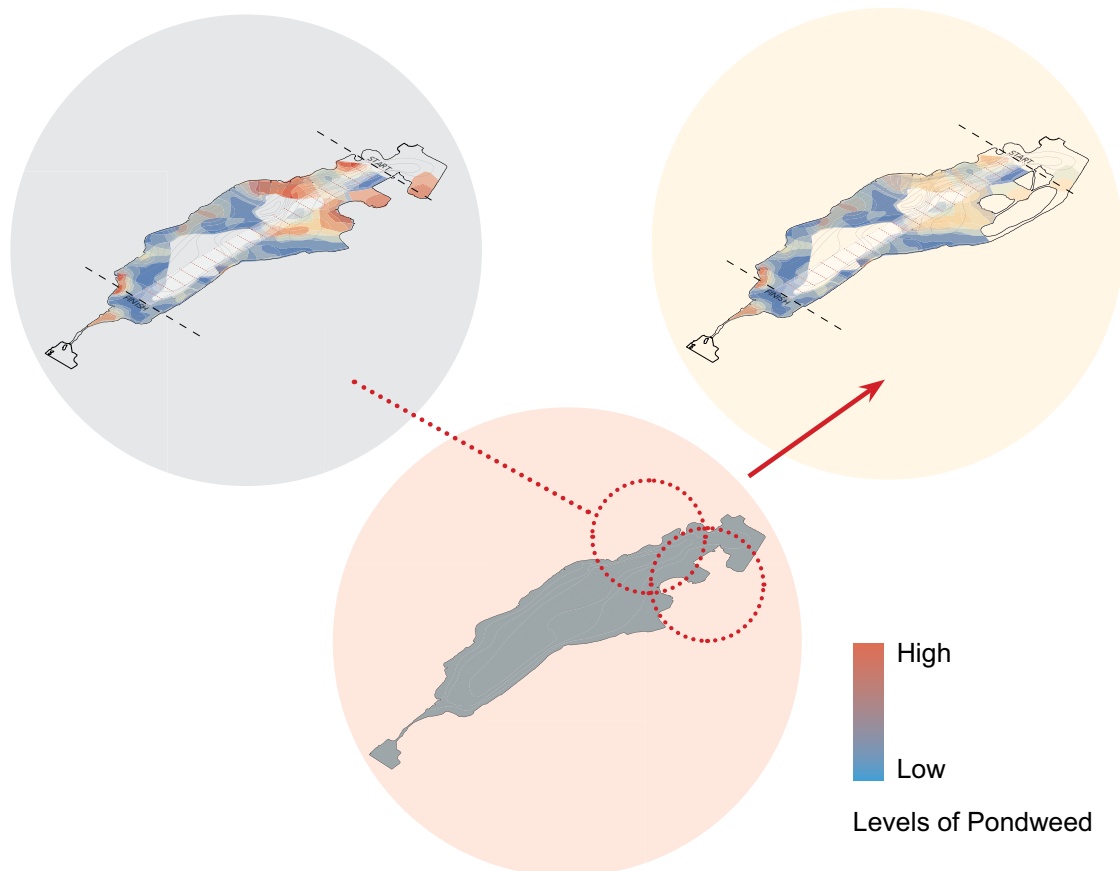 START
FINISH
START
FINISH
High
Low
Levels of Pondweed